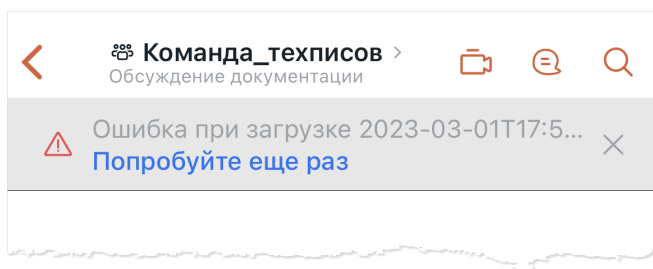 Команда_техписов
Обсуждение документации
Ошибка при загрузке 2023-03-01T17:5...
Попробуйте еще раз